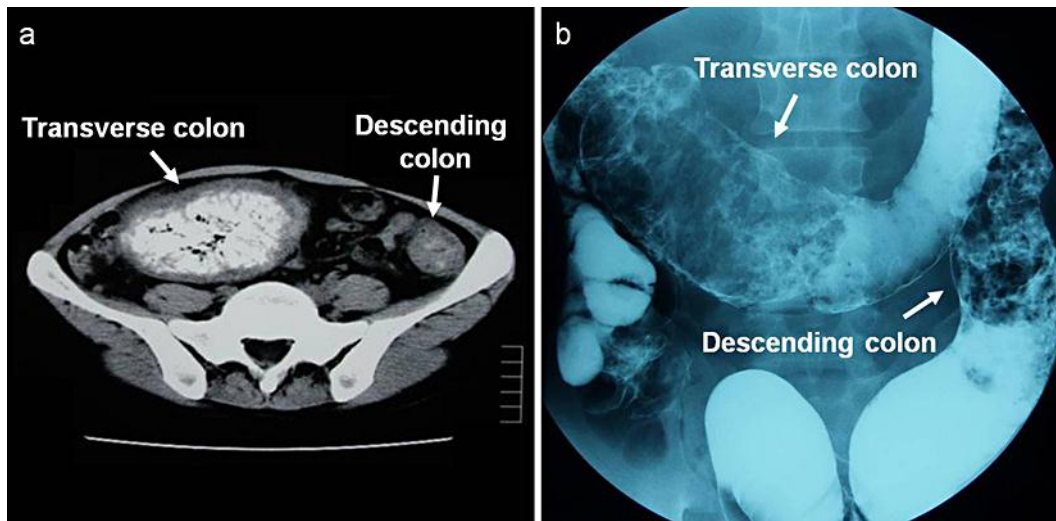 a
Transverse colon
Descending
colon
b
Transverse colon
Descending colon